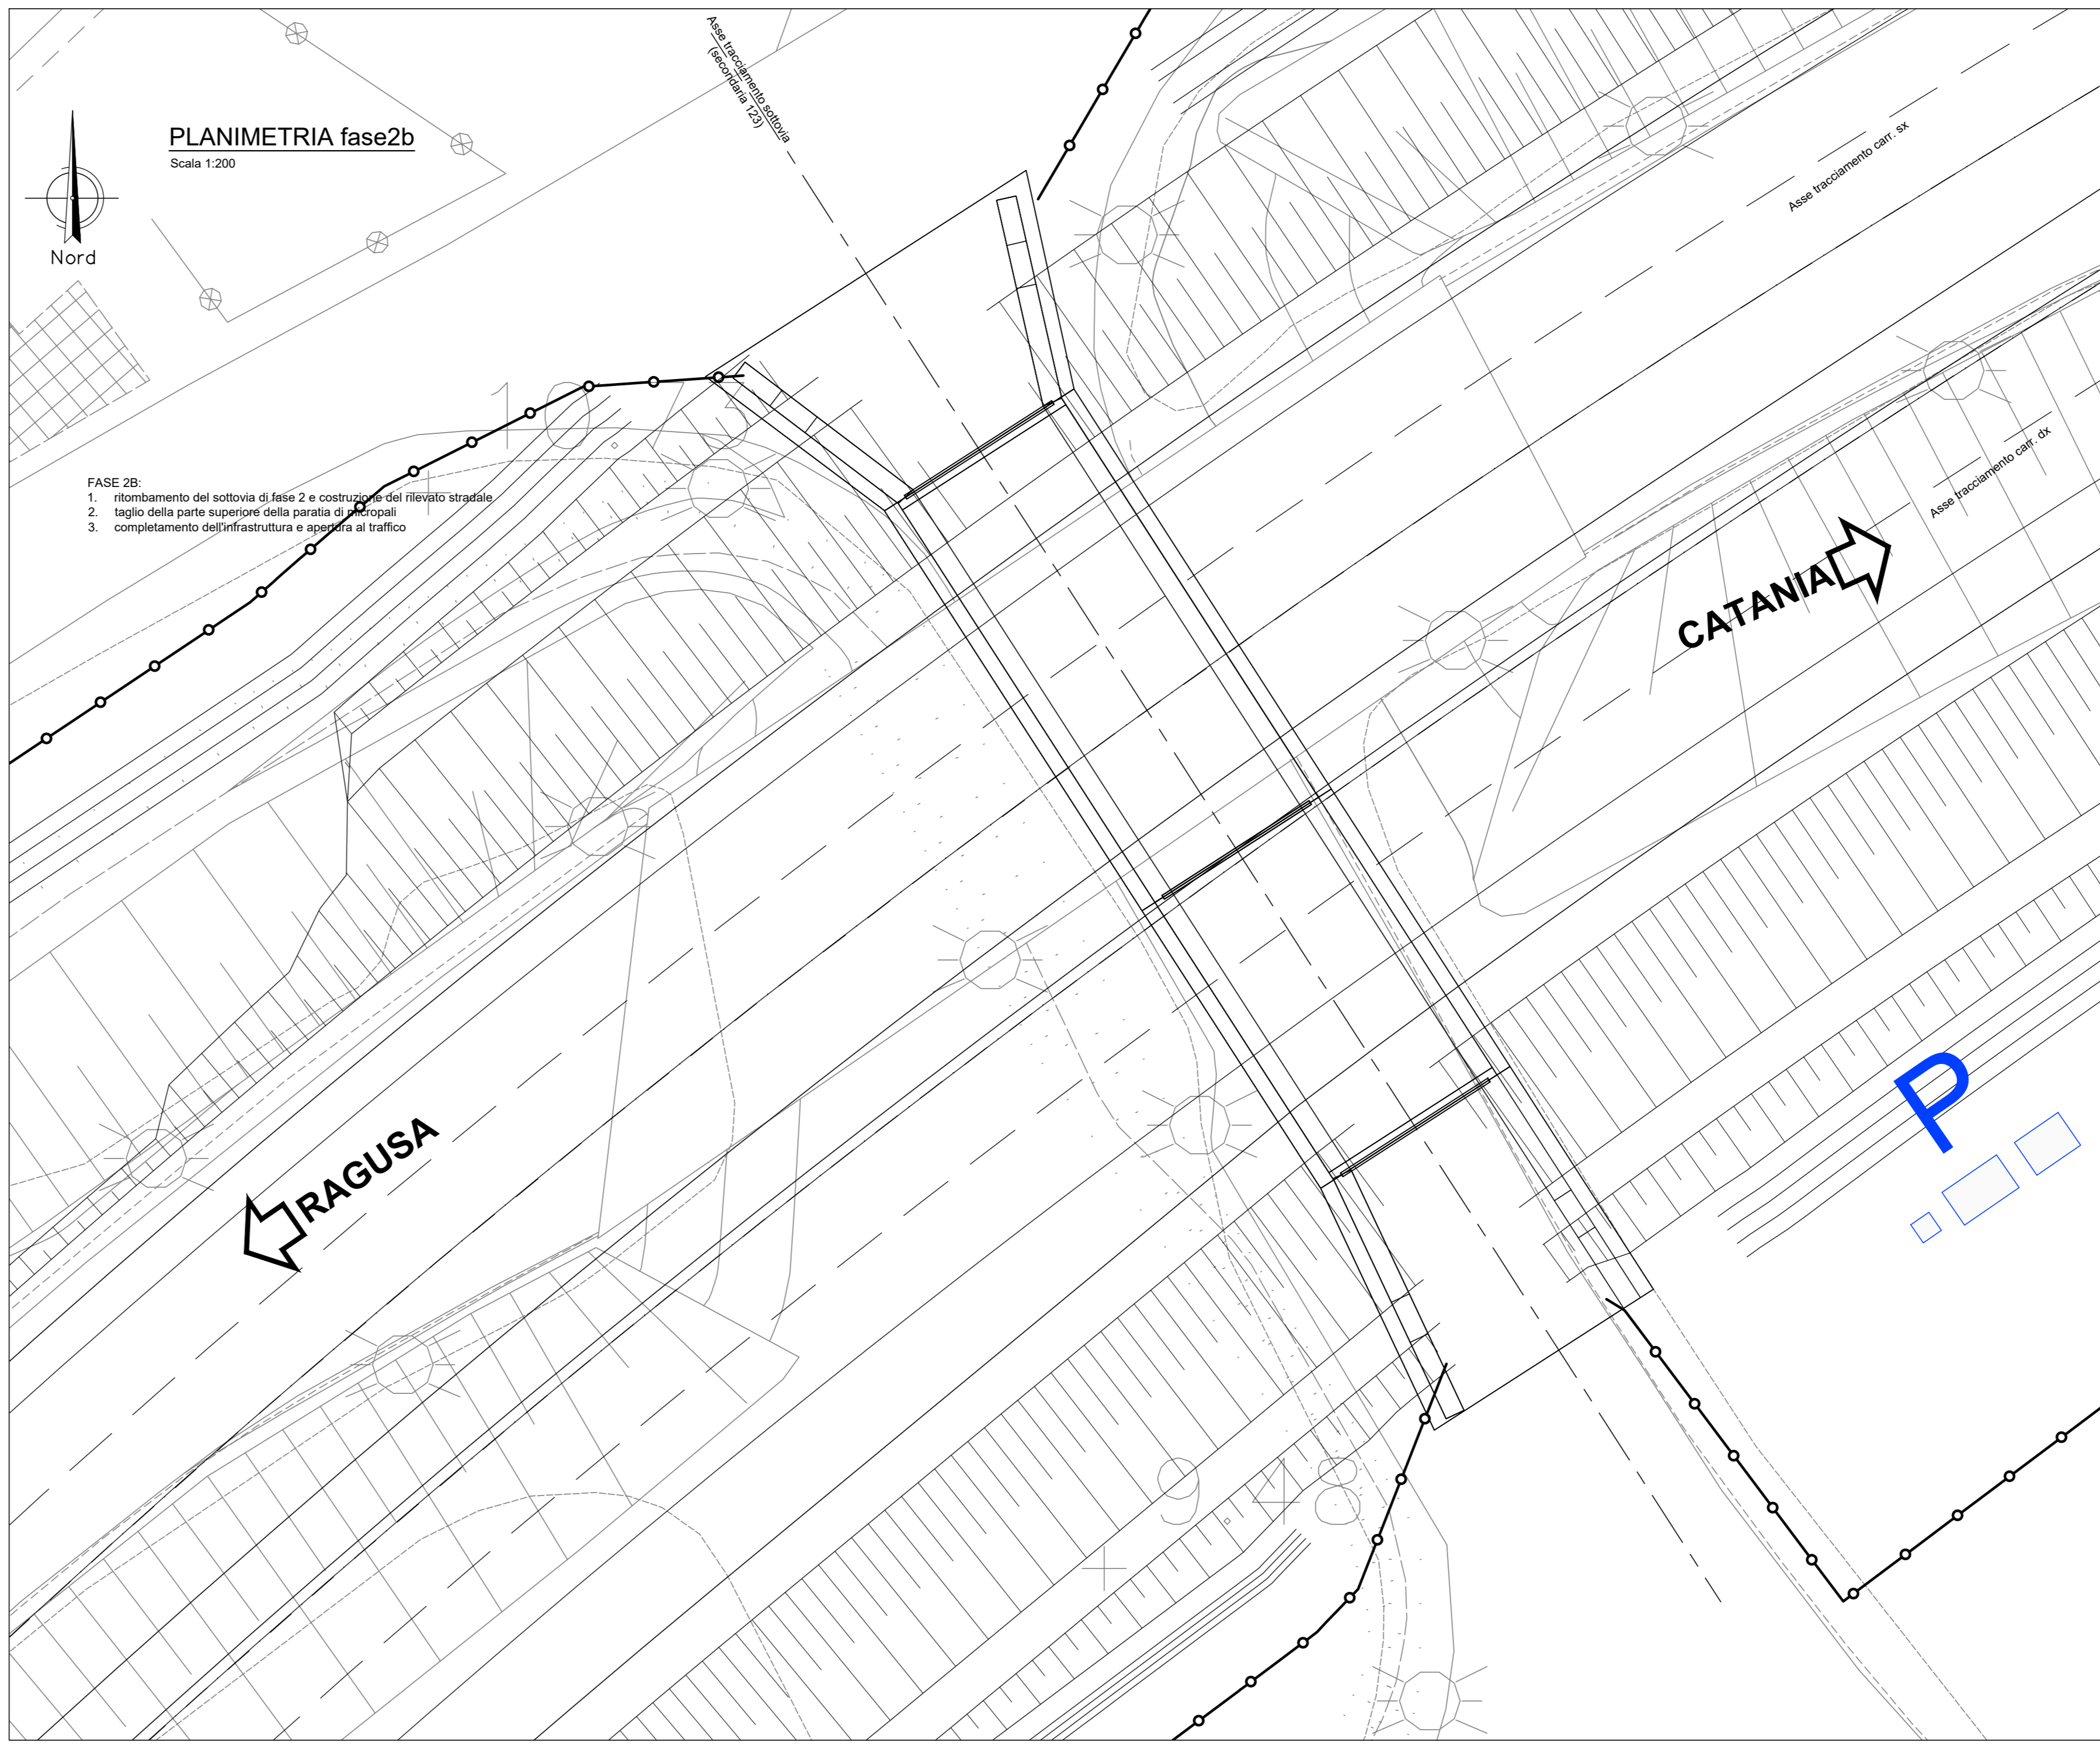 Asse tracciamento sottovia
(secondaria 123)
PLANIMETRIA fase2b
Scala 1:200
Nord
Asse tracciamento carr. sx
FASE 2B:
1. ritombamento del sottovia di fase 2 e costruzione del rilevato stradale
2. taglio della parte superiore della paratia di micropali
3. completamento dell'infrastruttura e apertura al traffico
Asse tracciamento carr. dx
CATANIA
P
RAGUSA
948